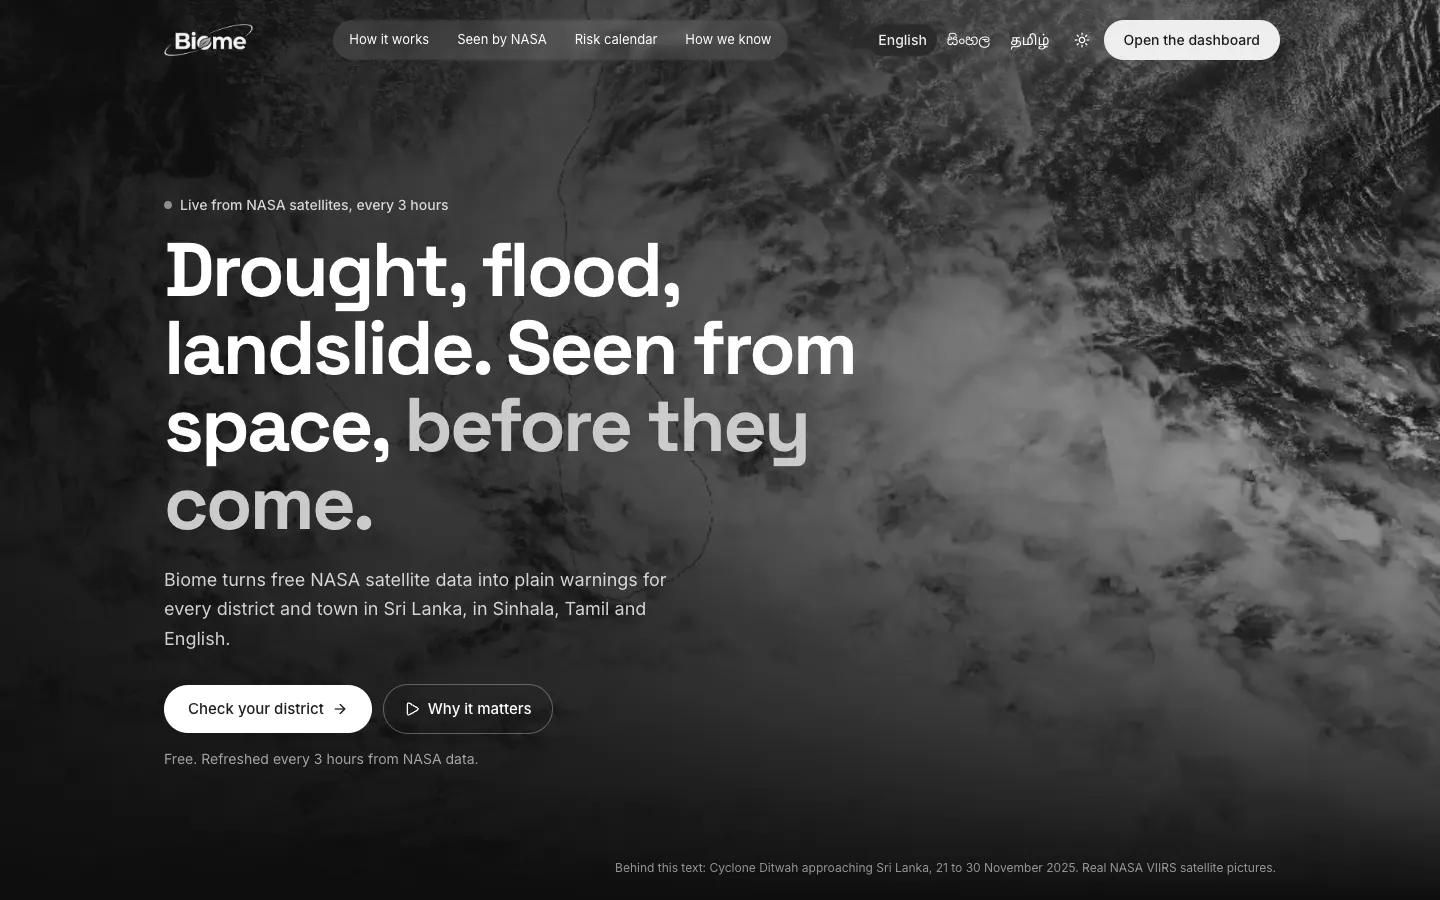 Biome
How it works
Seen by NASA
Risk calendar
How we know
English
සිංහල
தமிழ்
Open the dashboard
Live from NASA satellites, every 3 hours
Drought, flood,
landslide. Seen from
space, before they
come.
Biome turns free NASA satellite data into plain warnings for
every district and town in Sri Lanka, in Sinhala, Tamil and
English.
Check your district →
Why it matters
Free. Refreshed every 3 hours from NASA data.
Behind this text: Cyclone Ditwah approaching Sri Lanka, 21 to 30 November 2025. Real NASA VIIRS satellite pictures.